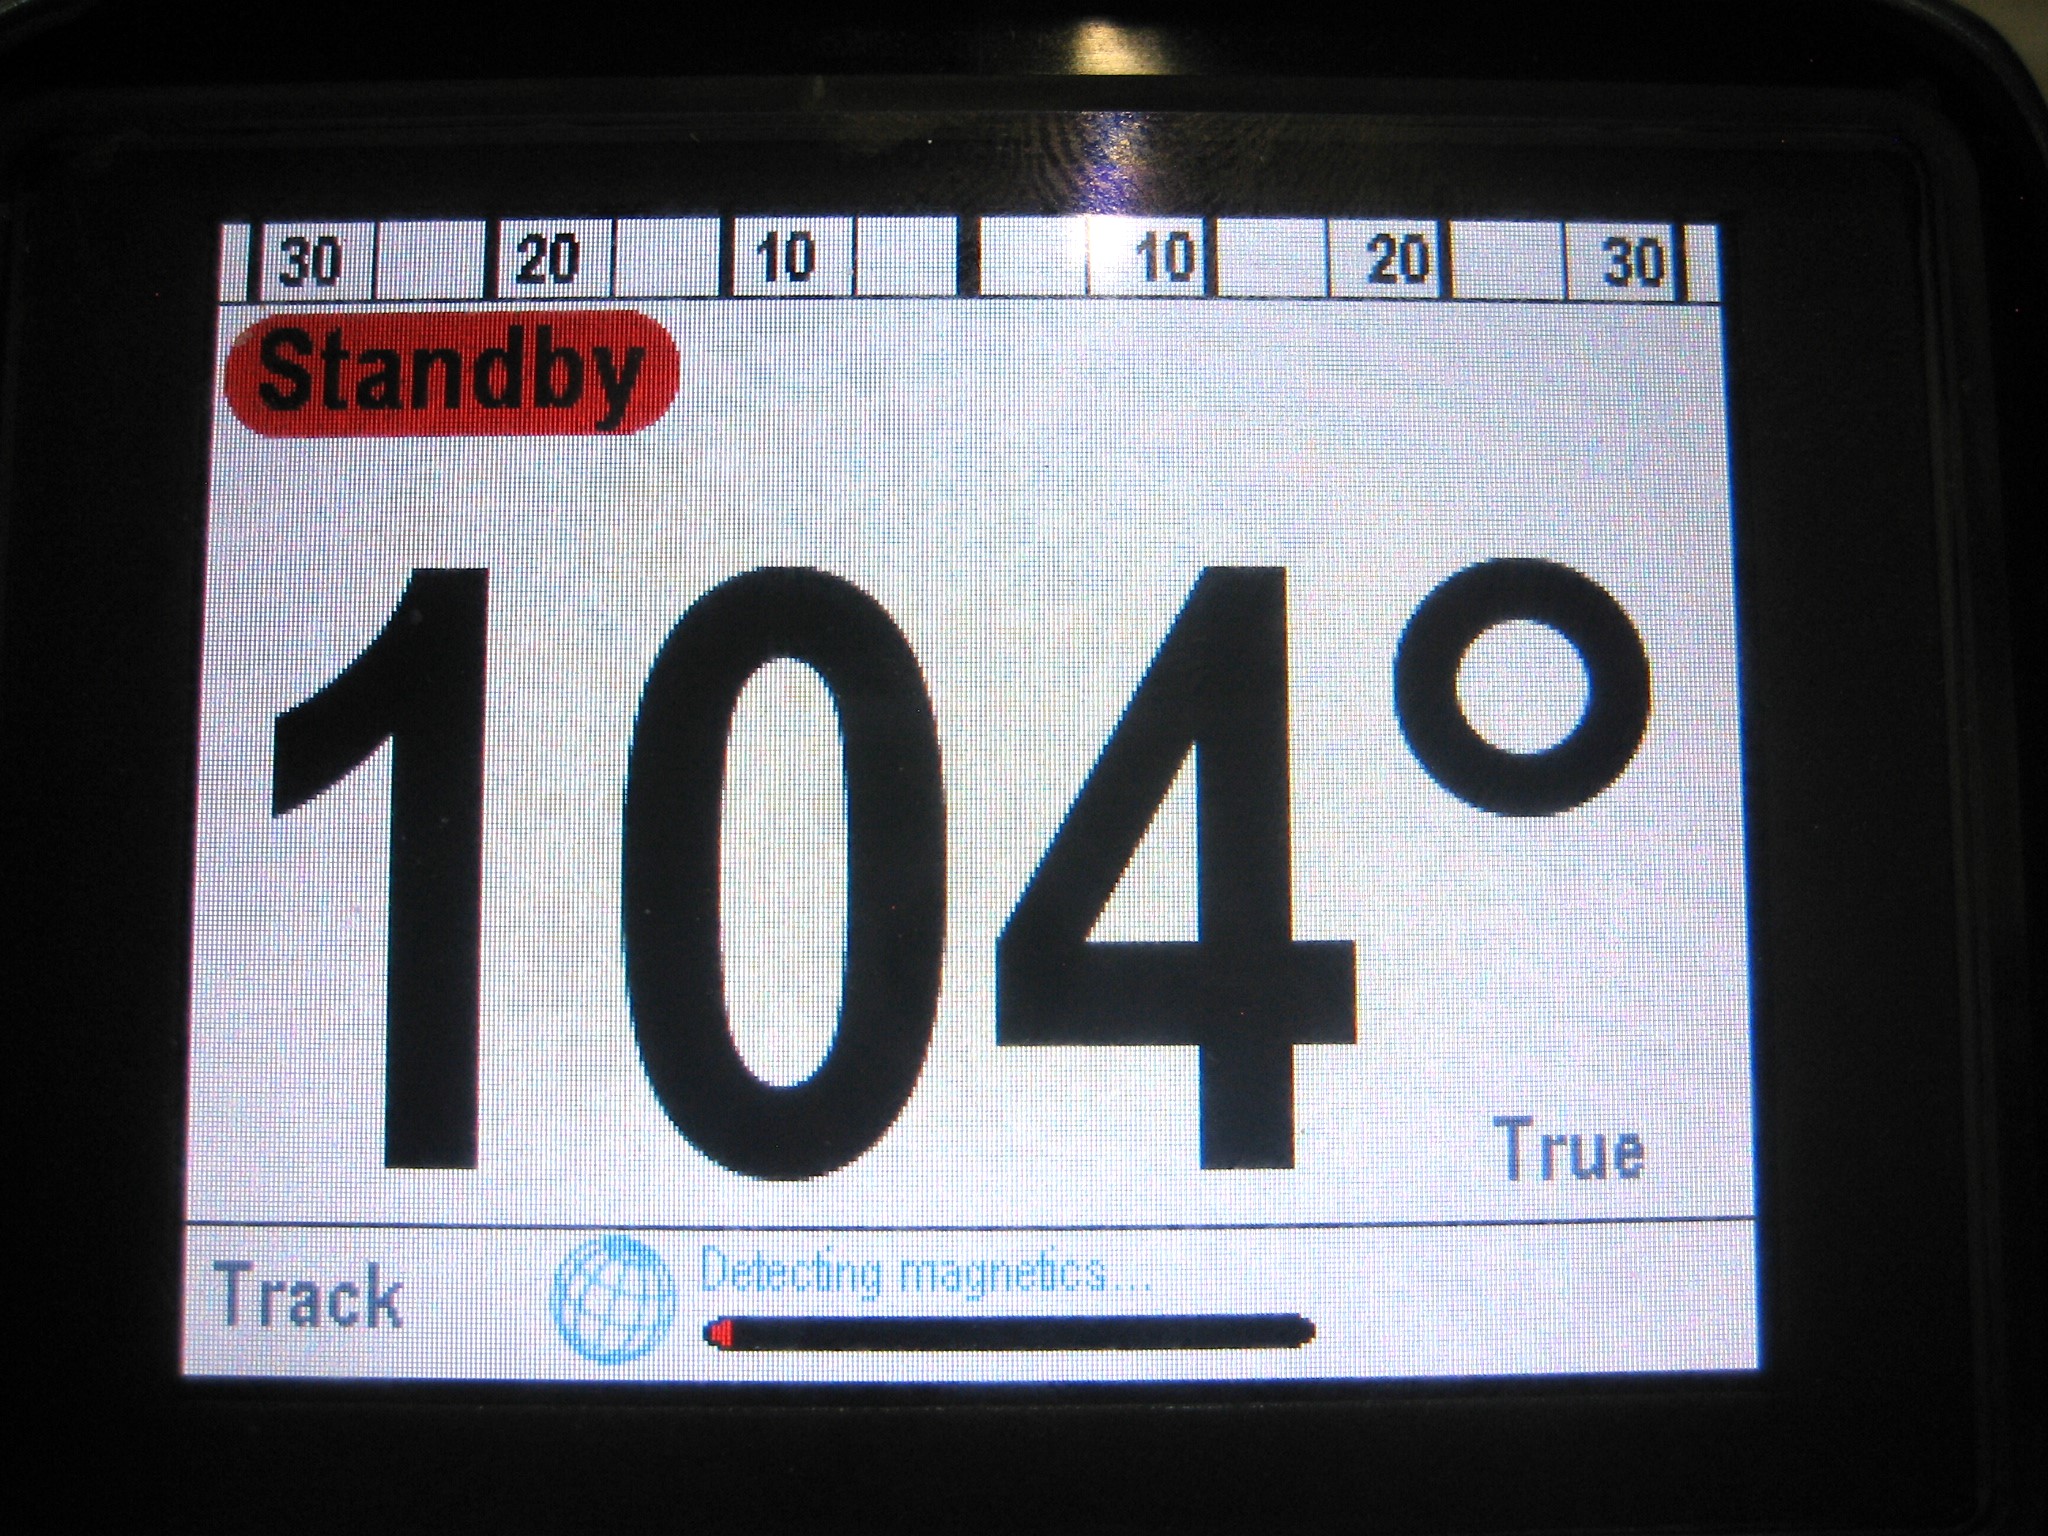 30 20 10 10 20 30
Standby
104°
True
Track
Detecting magnetics...